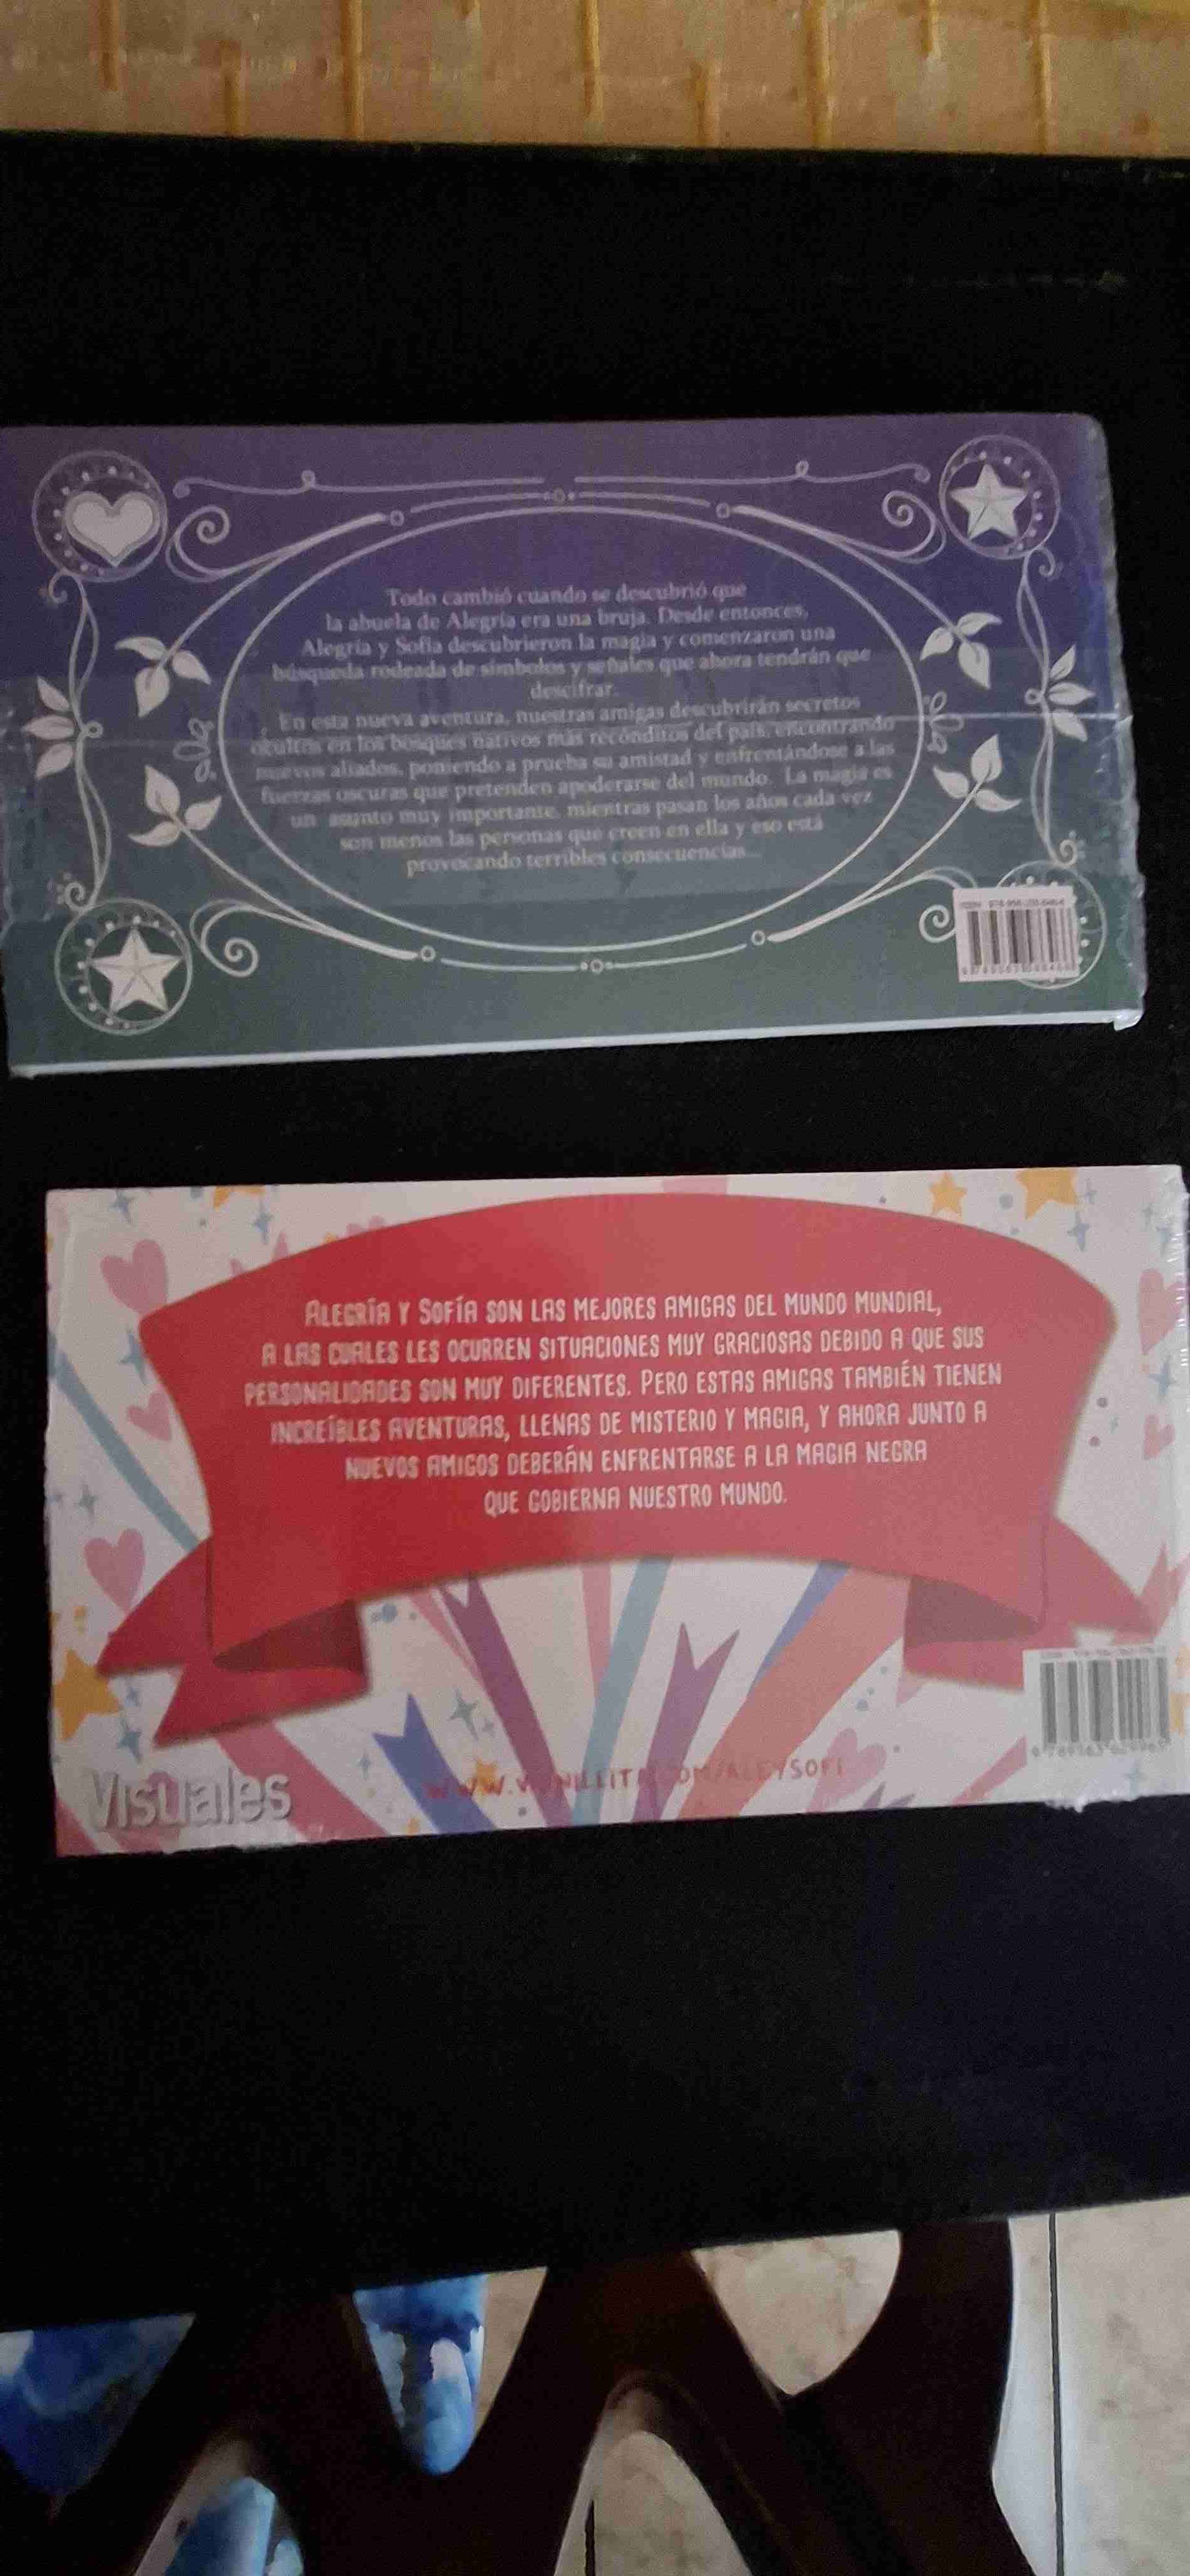 Todo cambió cuando se descubrió que
la abuela de Alegría era una bruja. Desde entonces,
Alegría y Sofía descubrieron la magia y comenzaron una
búsqueda rodeada de símbolos y señales que ahora tendrán que
descifrar.
En esta nueva aventura, nuestras amigas descubrirán secretos
ocultos en los bosques nativos más recónditos del país, encontrando
nuevos aliados, poniendo a prueba su amistad y enfrentándose a las
fuerzas oscuras que pretenden apoderarse del mundo. La magia es
un asunto muy importante, mientras pasan los años cada vez
son menos las personas que creen en ella y eso está
provocando terribles consecuencias...
ISBN
ALEGRÍA Y SOFÍA SON LAS MEJORES AMIGAS DEL MUNDO MUNDIAL,
A LAS CUALES LES OCURREN SITUACIONES MUY GRACIOSAS DEBIDO A QUE SUS
PERSONALIDADES SON MUY DIFERENTES. PERO ESTAS AMIGAS TAMBIÉN TIENEN
INCREÍBLES AVENTURAS, LLENAS DE MISTERIO Y MAGIA, Y AHORA JUNTO A
NUEVOS AMIGOS DEBERÁN ENFRENTARSE A LA MAGIA NEGRA
QUE GOBIERNA NUESTRO MUNDO.
Visuales